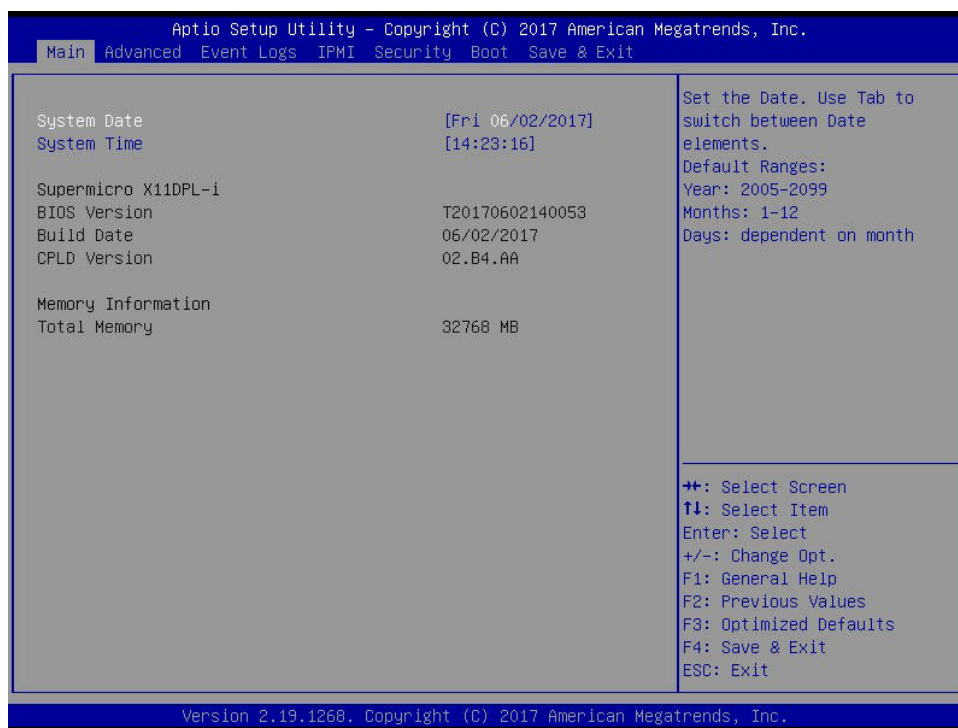 Aptio Setup Utility – Copyright (C) 2017 American Megatrends, Inc.
Main Advanced Event Logs IPMI Security Boot Save & Exit
System Date [Fri 06/02/2017]
System Time [14:23:16]
Supermicro X11DPL-i
BIOS Version T20170602140053
Build Date 06/02/2017
CPLD Version 02.B4.AA
Memory Information
Total Memory 32768 MB
Set the Date. Use Tab to
switch between Date
elements.
Default Ranges:
Year: 2005-2099
Months: 1-12
Days: dependent on month
→←: Select Screen
↑↓: Select Item
Enter: Select
+/-: Change Opt.
F1: General Help
F2: Previous Values
F3: Optimized Defaults
F4: Save & Exit
ESC: Exit
Version 2.19.1268. Copyright (C) 2017 American Megatrends, Inc.